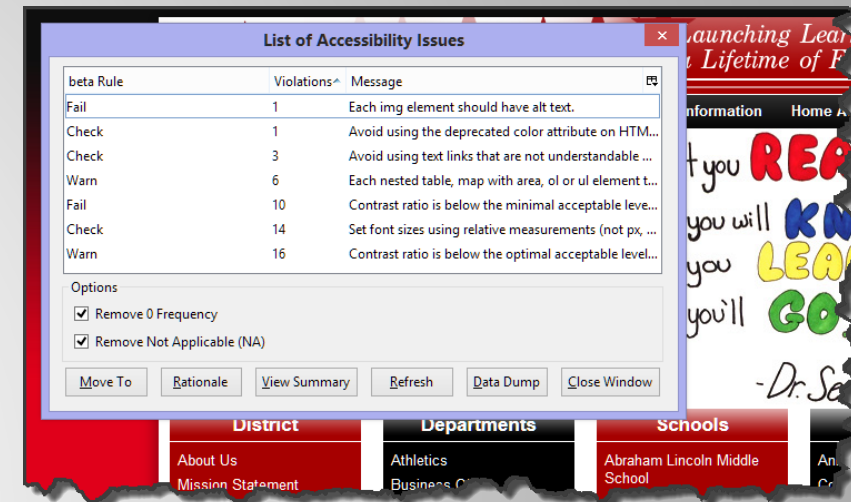 List of Accessibility Issues
Launching Lear
Lifetime of F
beta Rule Violations Message
Fail 1 Each img element should have alt text.
Check 1 Avoid using the deprecated color attribute on HTM...
Check 3 Avoid using text links that are not understandable ...
Warn 6 Each nested table, map with area, ol or ul element t...
Fail 10 Contrast ratio is below the minimal acceptable leve...
Check 14 Set font sizes using relative measurements (not px, ...
Warn 16 Contrast ratio is below the optimal acceptable level...
Options
Remove 0 Frequency
Remove Not Applicable (NA)
Move To Rationale View Summary Refresh Data Dump Close Window
nformation Home A
t you REA
you will KN
you LEA
you'll GO.
-Dr. Se
District Departments Schools
About Us Athletics Abraham Lincoln Middle
School
Mission Statement Business